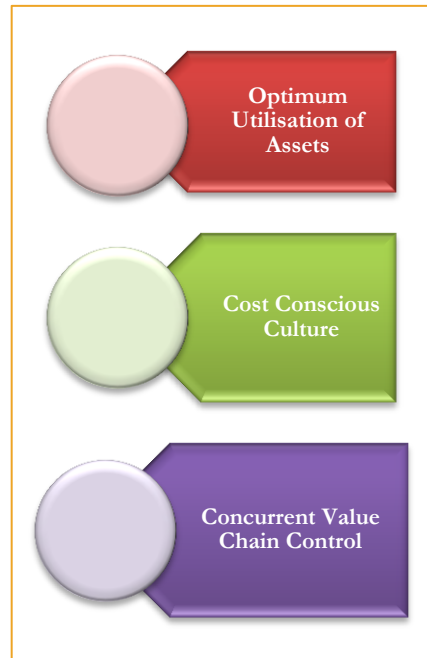 Optimum
Utilisation of
Assets
Cost Conscious
Culture
Concurrent Value
Chain Control